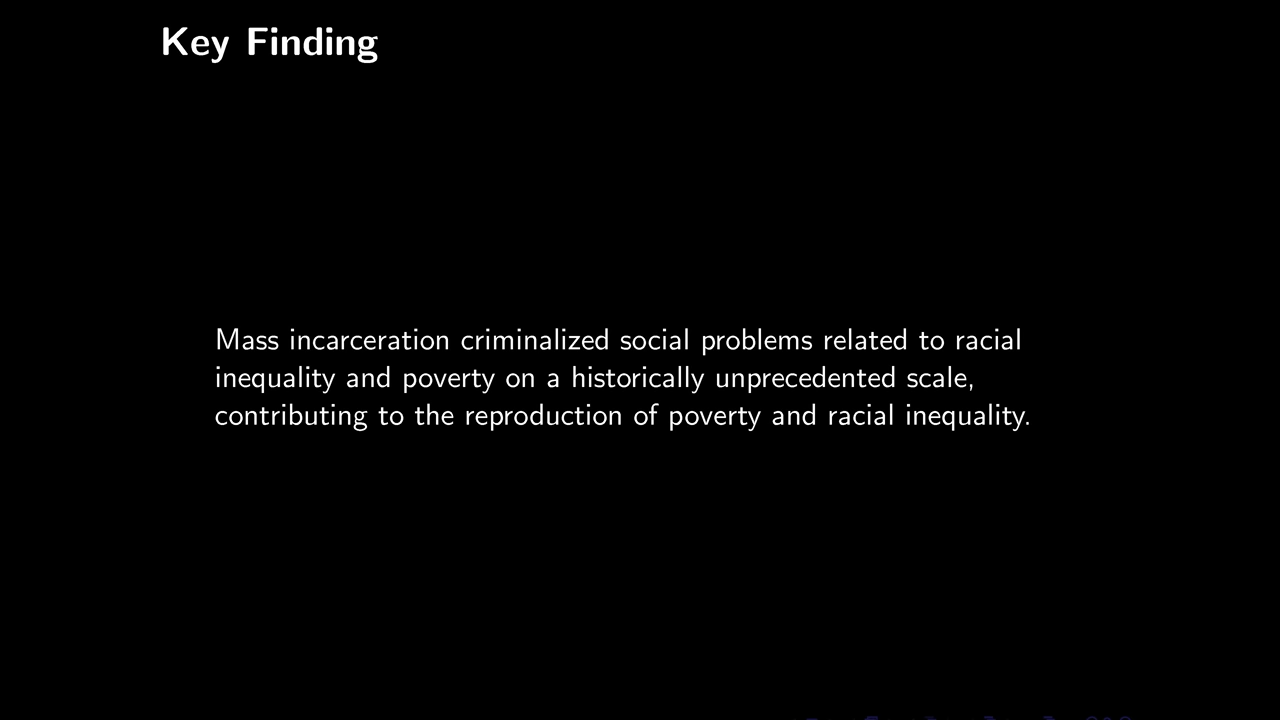 Key Finding
Mass incarceration criminalized social problems related to racial
inequality and poverty on a historically unprecedented scale,
contributing to the reproduction of poverty and racial inequality.